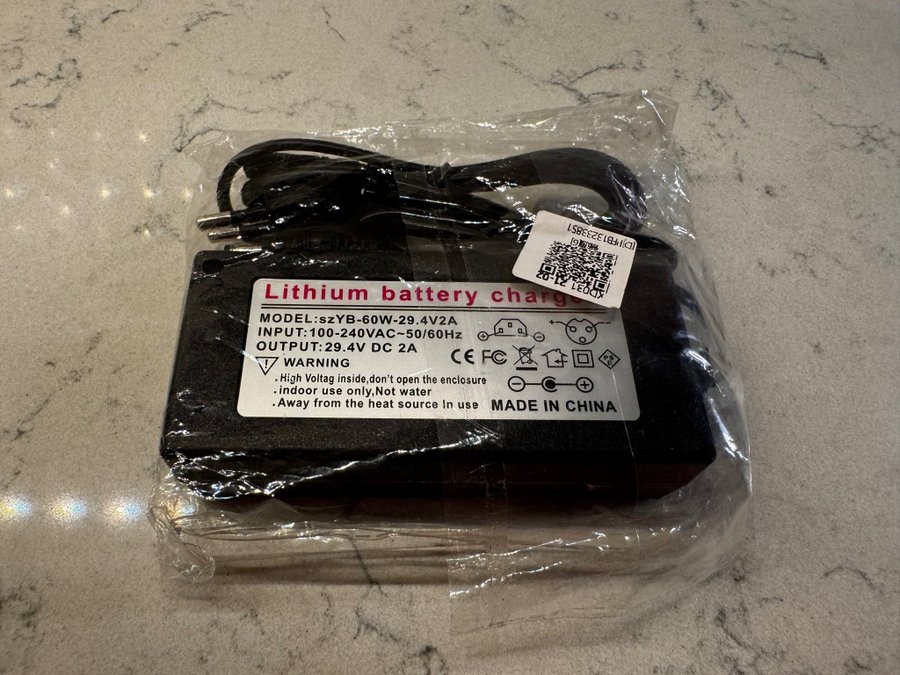 Lithium battery charge
MODEL:szYB-60W-29.4V2A
INPUT:100-240VAC~50/60Hz
OUTPUT:29.4V DC 2A
WARNING
.High Voltag inside,don't open the enclosure
.indoor use only,Not water
.Away from the heat source In use
CE FC
MADE IN CHINA